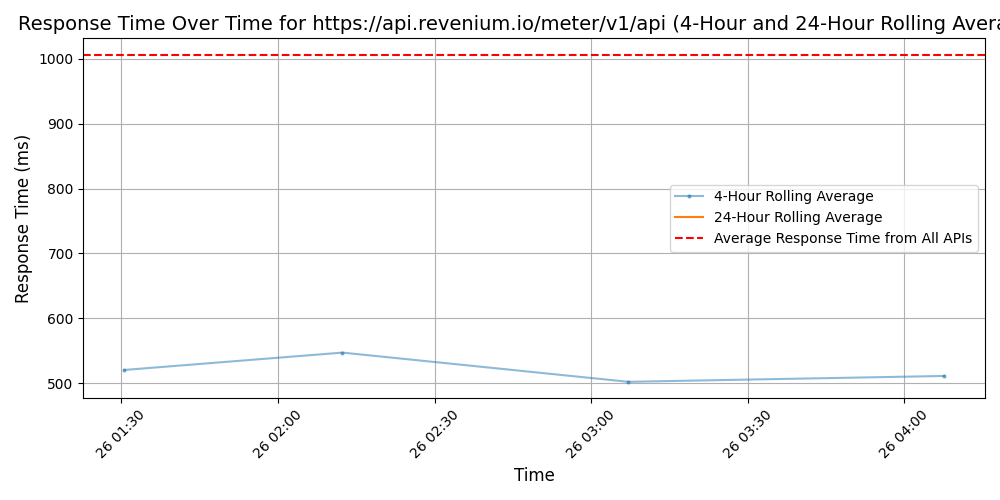 Response Time Over Time for https://api.revenium.io/meter/v1/api (4-Hour and 24-Hour Rolling Avera
1000
900
800
700
600
500
Response Time (ms)
4-Hour Rolling Average
24-Hour Rolling Average
Average Response Time from All APIs
26 01:30
26 02:00
26 02:30
26 03:00
26 03:30
26 04:00
Time